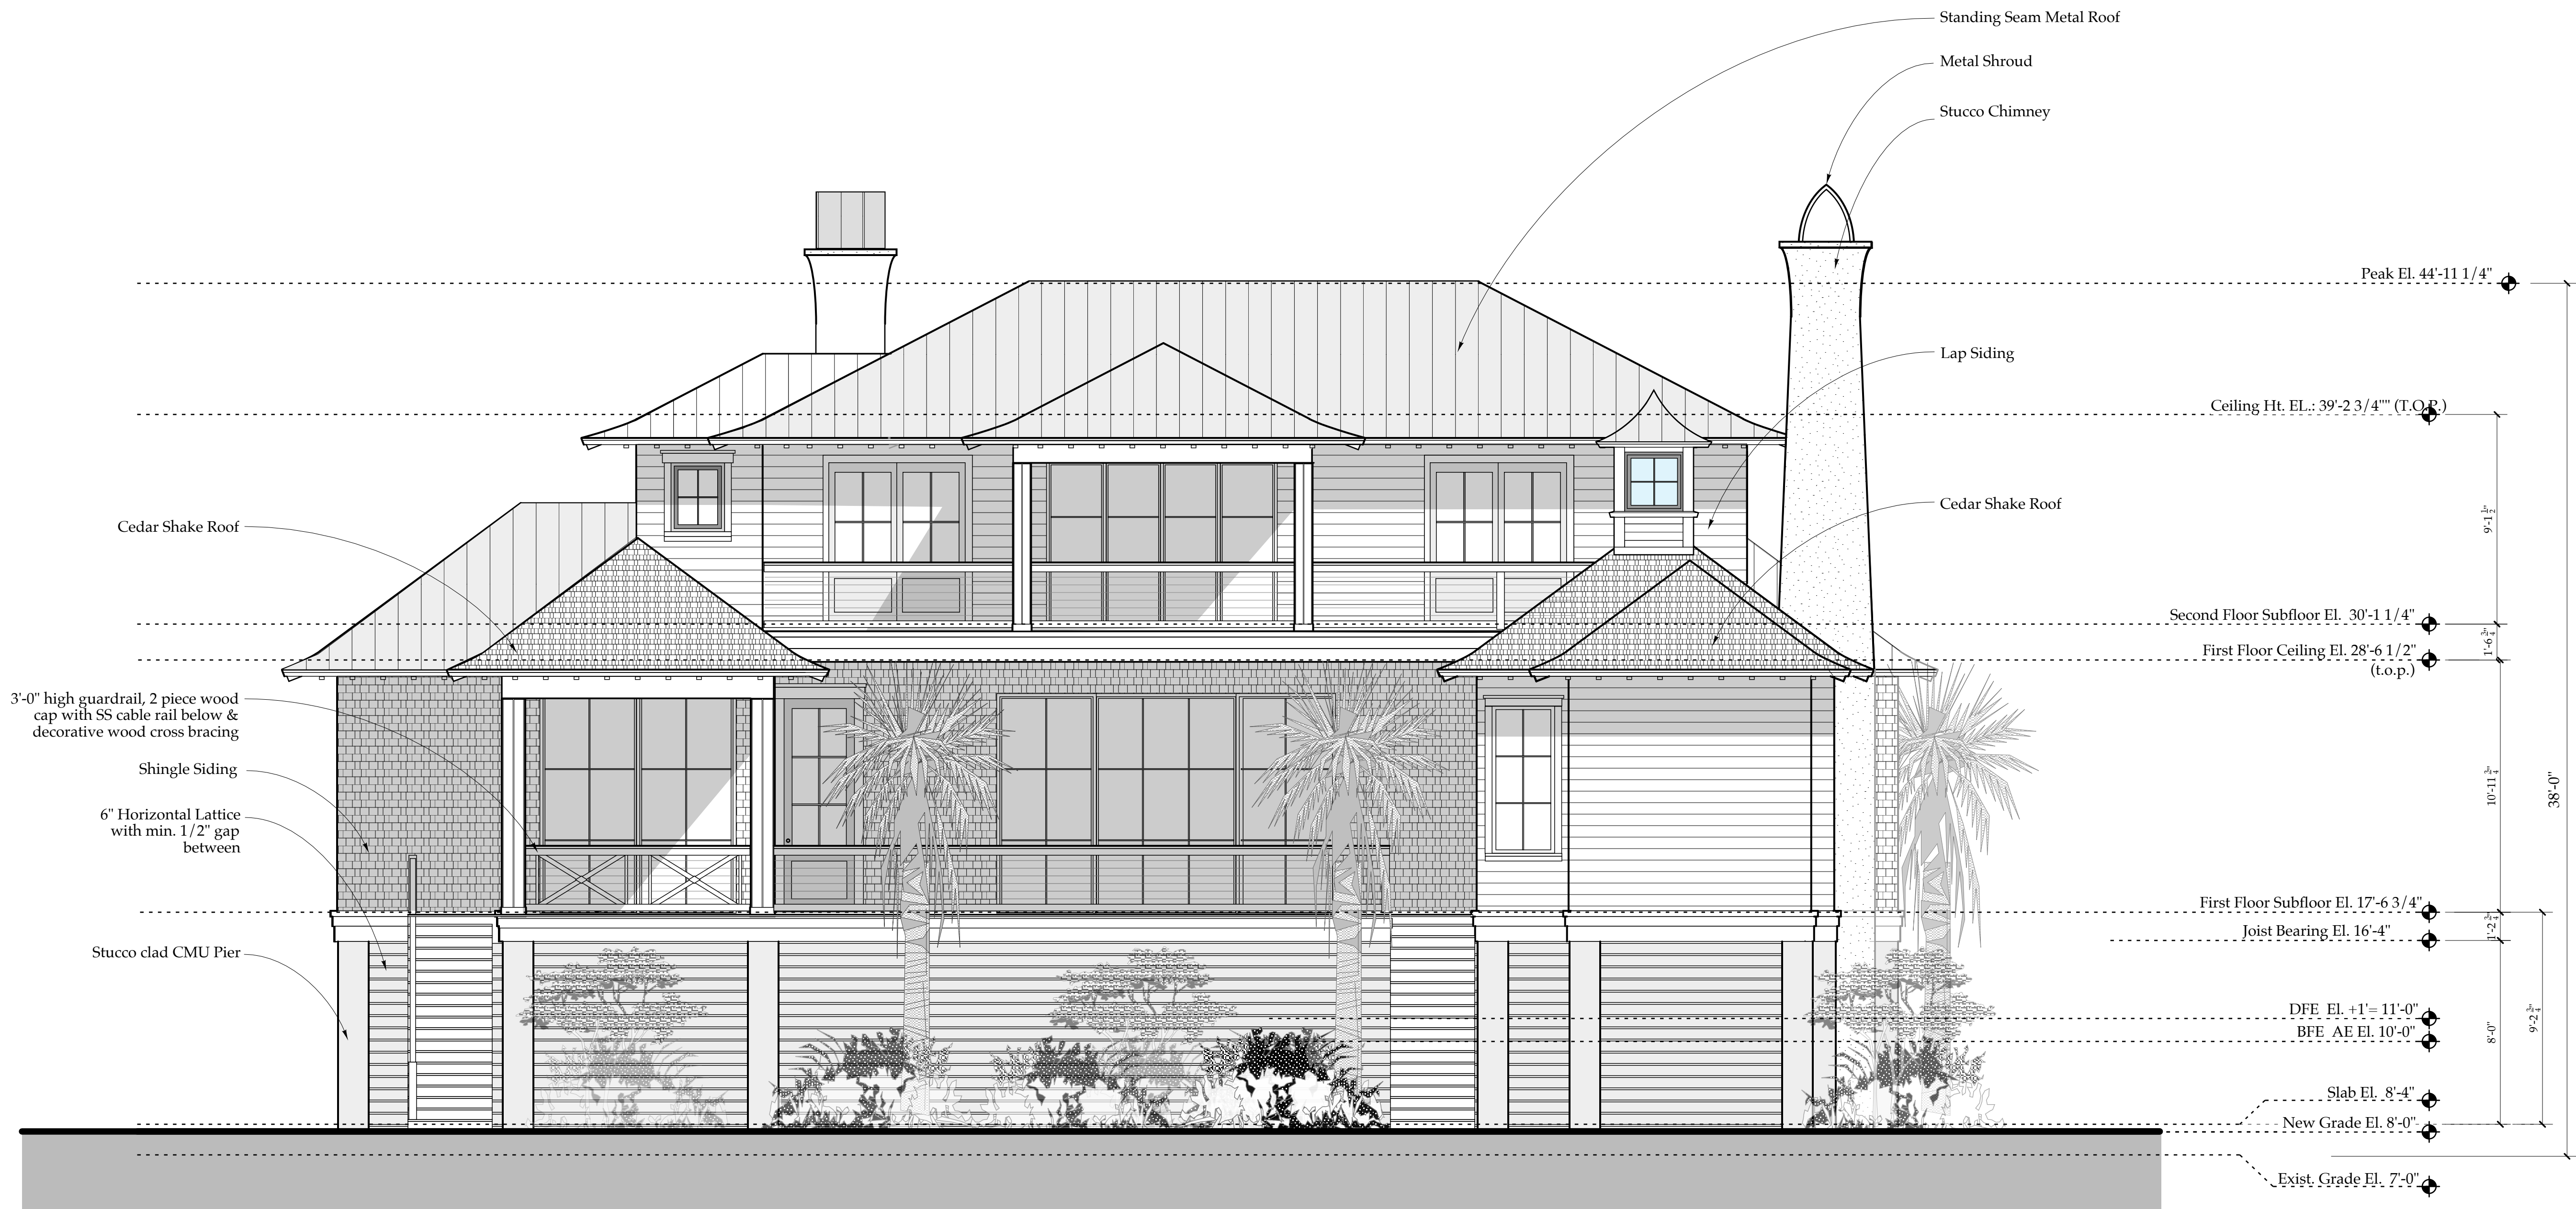 Standing Seam Metal Roof
Metal Shroud
Stucco Chimney
Peak El. 44'-11 1/4"
Lap Siding
Ceiling Ht. EL.: 39'-2 3/4"" (T.O.P.)
Cedar Shake Roof
Cedar Shake Roof
9'-1 1/2"
Second Floor Subfloor El. 30'-1 1/4"
1'-6 3/4"
First Floor Ceiling El. 28'-6 1/2"
(t.o.p.)
3'-0" high guardrail, 2 piece wood
cap with SS cable rail below &
decorative wood cross bracing
Shingle Siding
10'-11 3/4"
38'-0"
6" Horizontal Lattice
with min. 1/2" gap
between
First Floor Subfloor El. 17'-6 3/4"
1'-2 3/4"
Joist Bearing El. 16'-4"
Stucco clad CMU Pier
DFE El. +1'= 11'-0"
BFE AE El. 10'-0"
8'-0"
9'-2 3/4"
Slab El. 8'-4"
New Grade El. 8'-0"
Exist. Grade El. 7'-0"